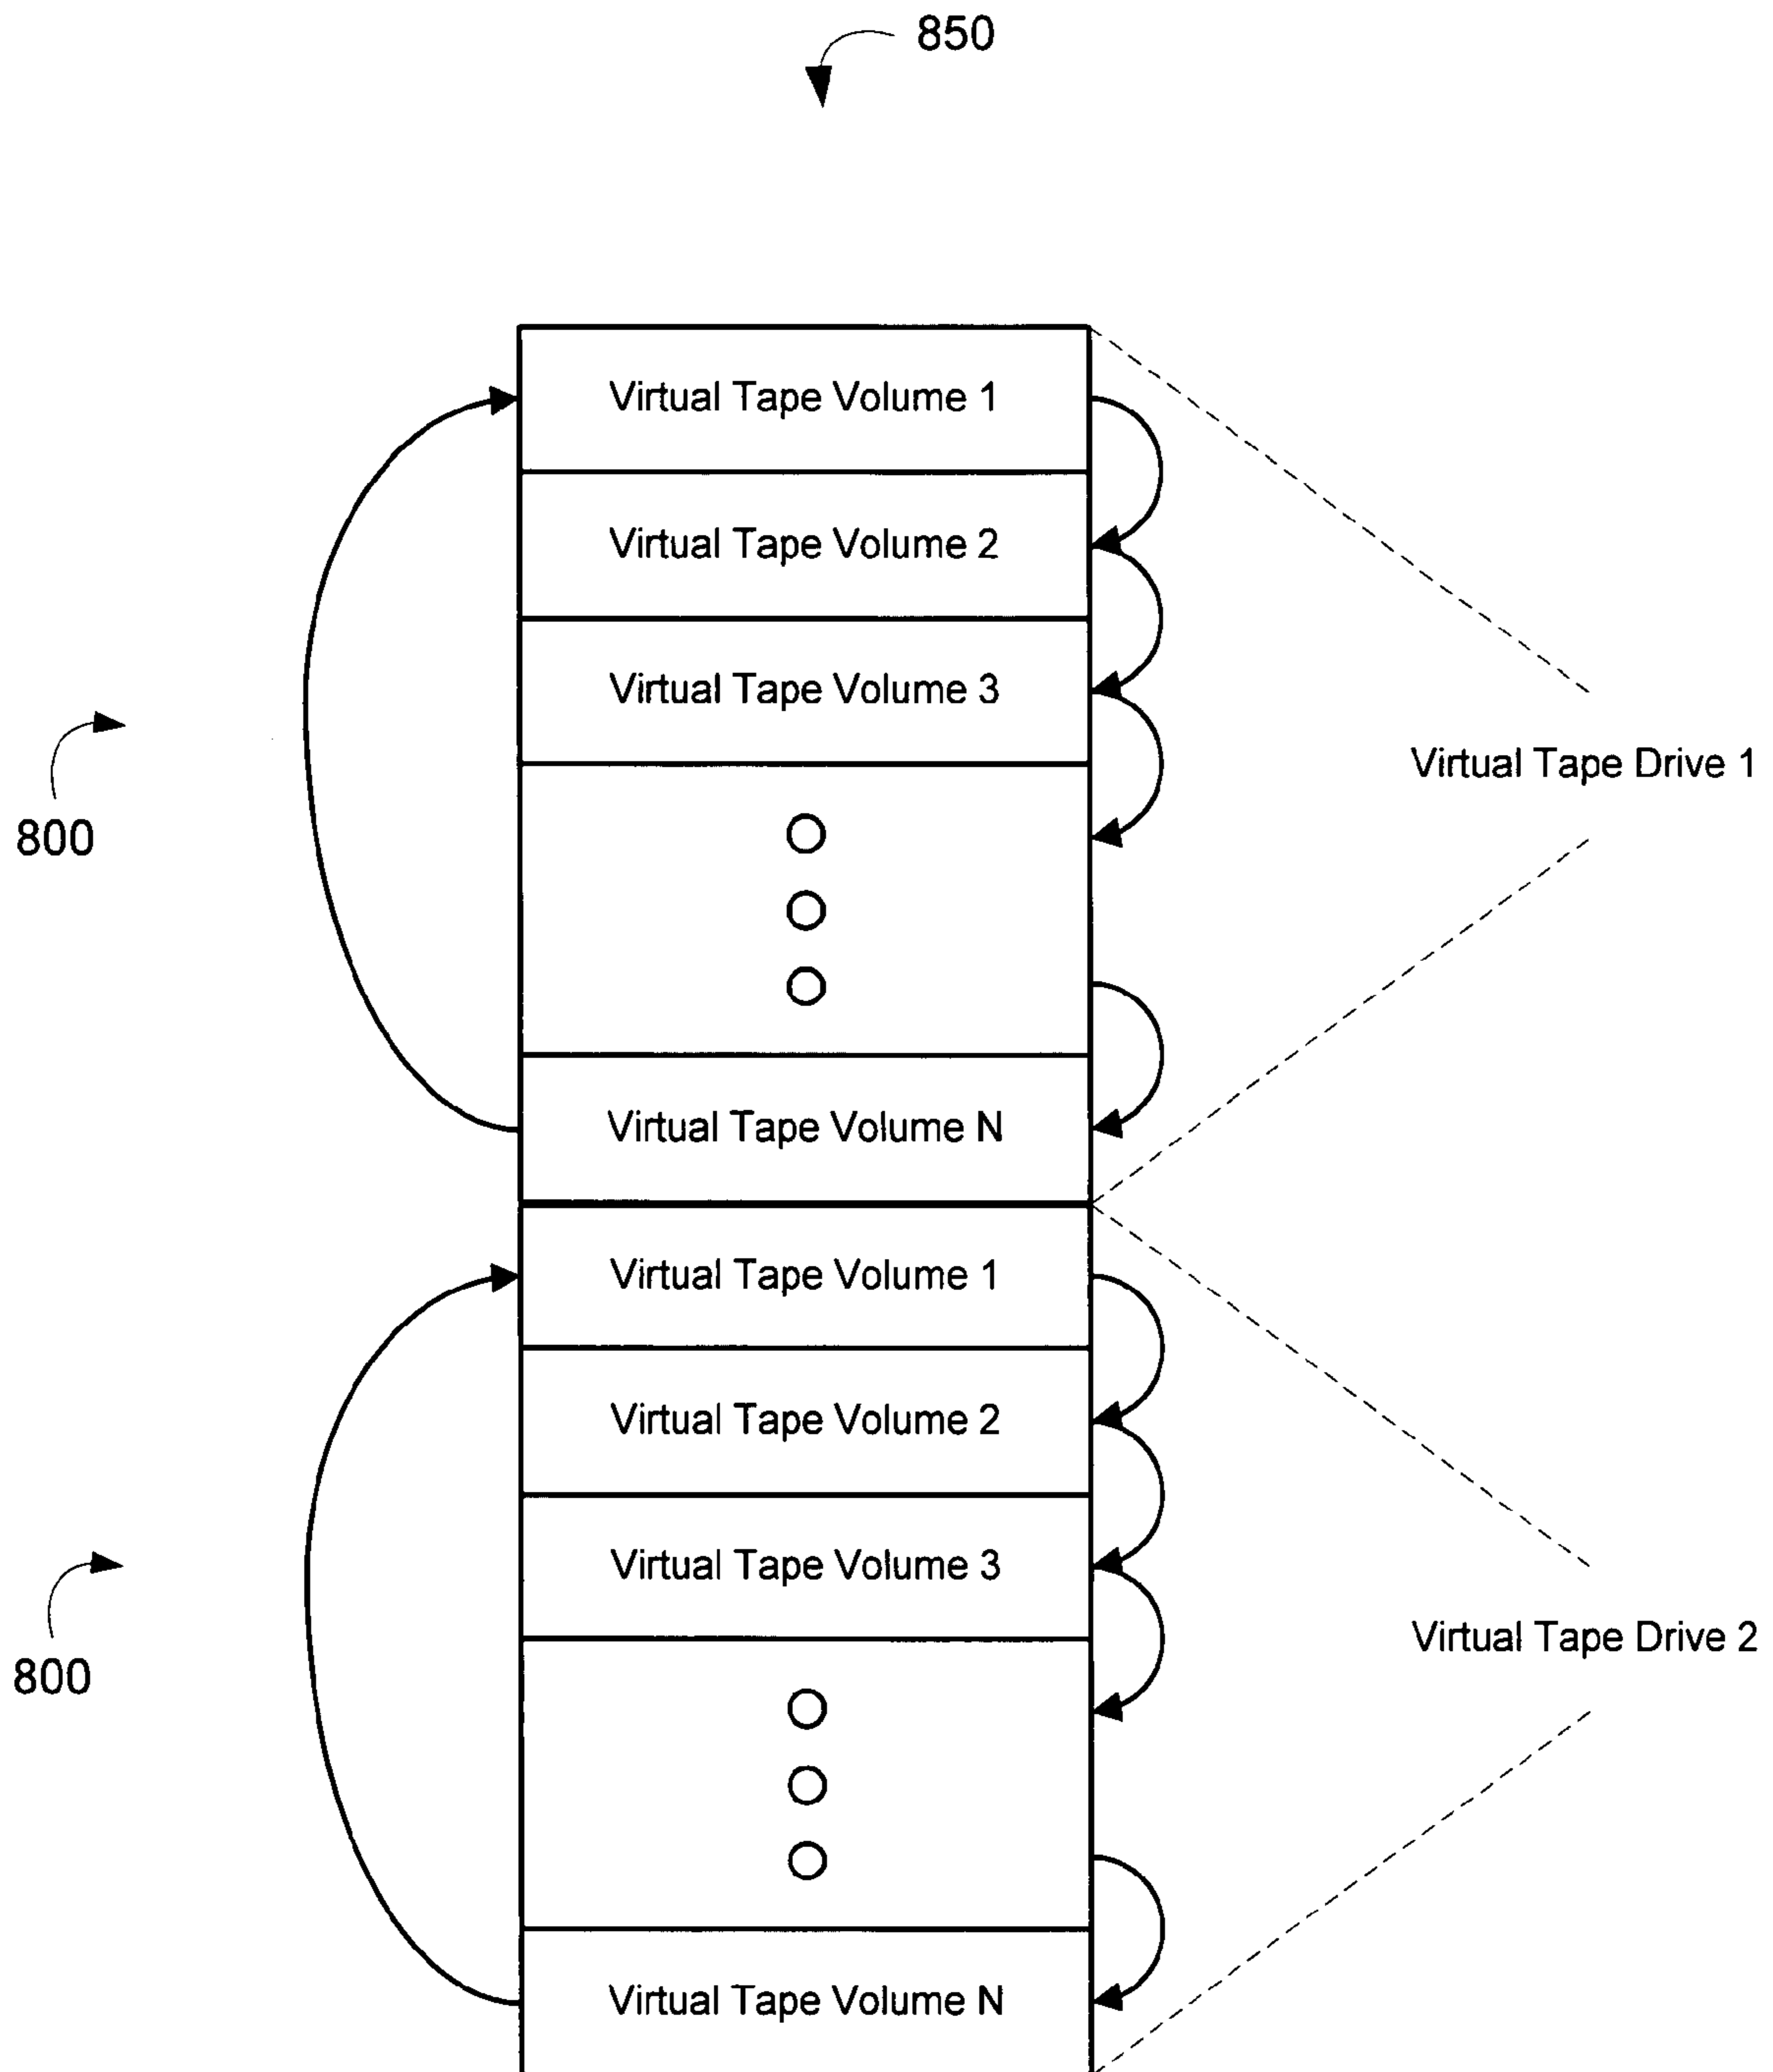 850
Virtual Tape Volume 1
Virtual Tape Volume 2
Virtual Tape Volume 3
Virtual Tape Drive 1
800
Virtual Tape Volume N
Virtual Tape Volume 1
Virtual Tape Volume 2
Virtual Tape Volume 3
Virtual Tape Drive 2
800
Virtual Tape Volume N